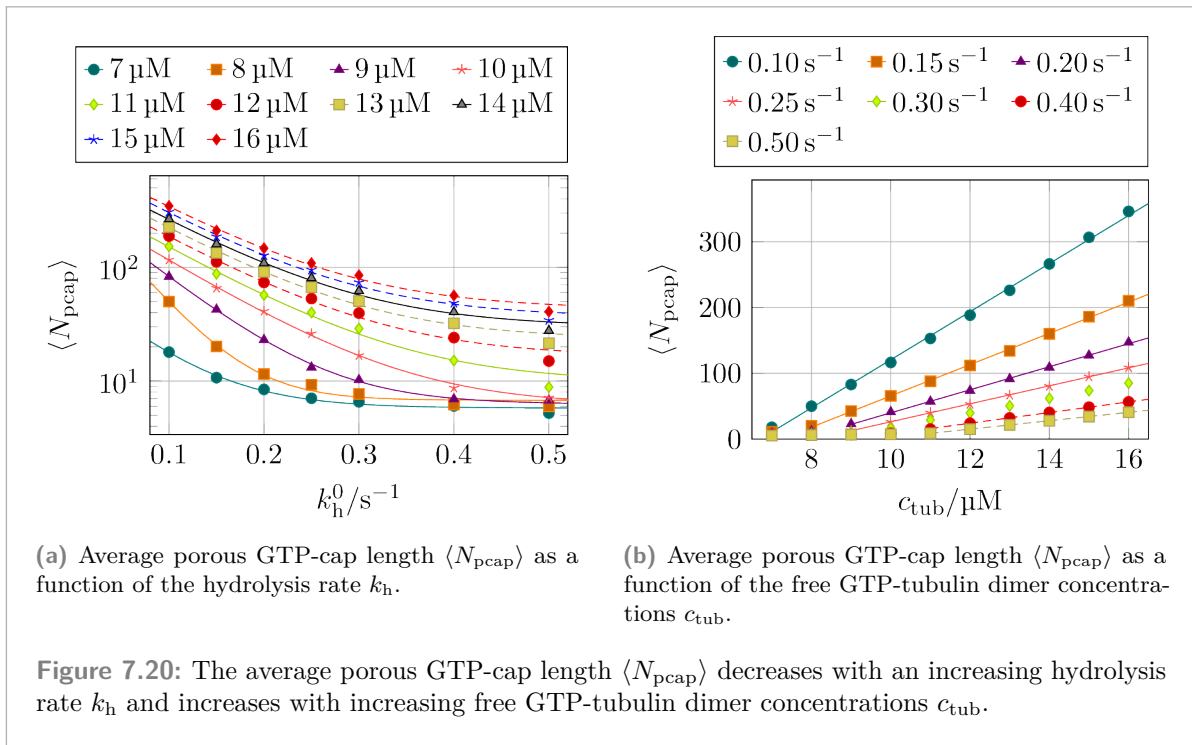 7 µM 8 µM 9 µM 10 µM
11 µM 12 µM 13 µM 14 µM
15 µM 16 µM
10²
10¹
⟨N_pcap⟩
0.1 0.2 0.3 0.4 0.5
k_h^0/s⁻¹
(a) Average porous GTP-cap length ⟨N_pcap⟩ as a
function of the hydrolysis rate k_h.
0.10 s⁻¹ 0.15 s⁻¹ 0.20 s⁻¹
0.25 s⁻¹ 0.30 s⁻¹ 0.40 s⁻¹
0.50 s⁻¹
300
200
100
0
⟨N_pcap⟩
8 10 12 14 16
c_tub/µM
(b) Average porous GTP-cap length ⟨N_pcap⟩ as a
function of the free GTP-tubulin dimer concentra-
tions c_tub.
Figure 7.20: The average porous GTP-cap length ⟨N_pcap⟩ decreases with an increasing hydrolysis
rate k_h and increases with increasing free GTP-tubulin dimer concentrations c_tub.